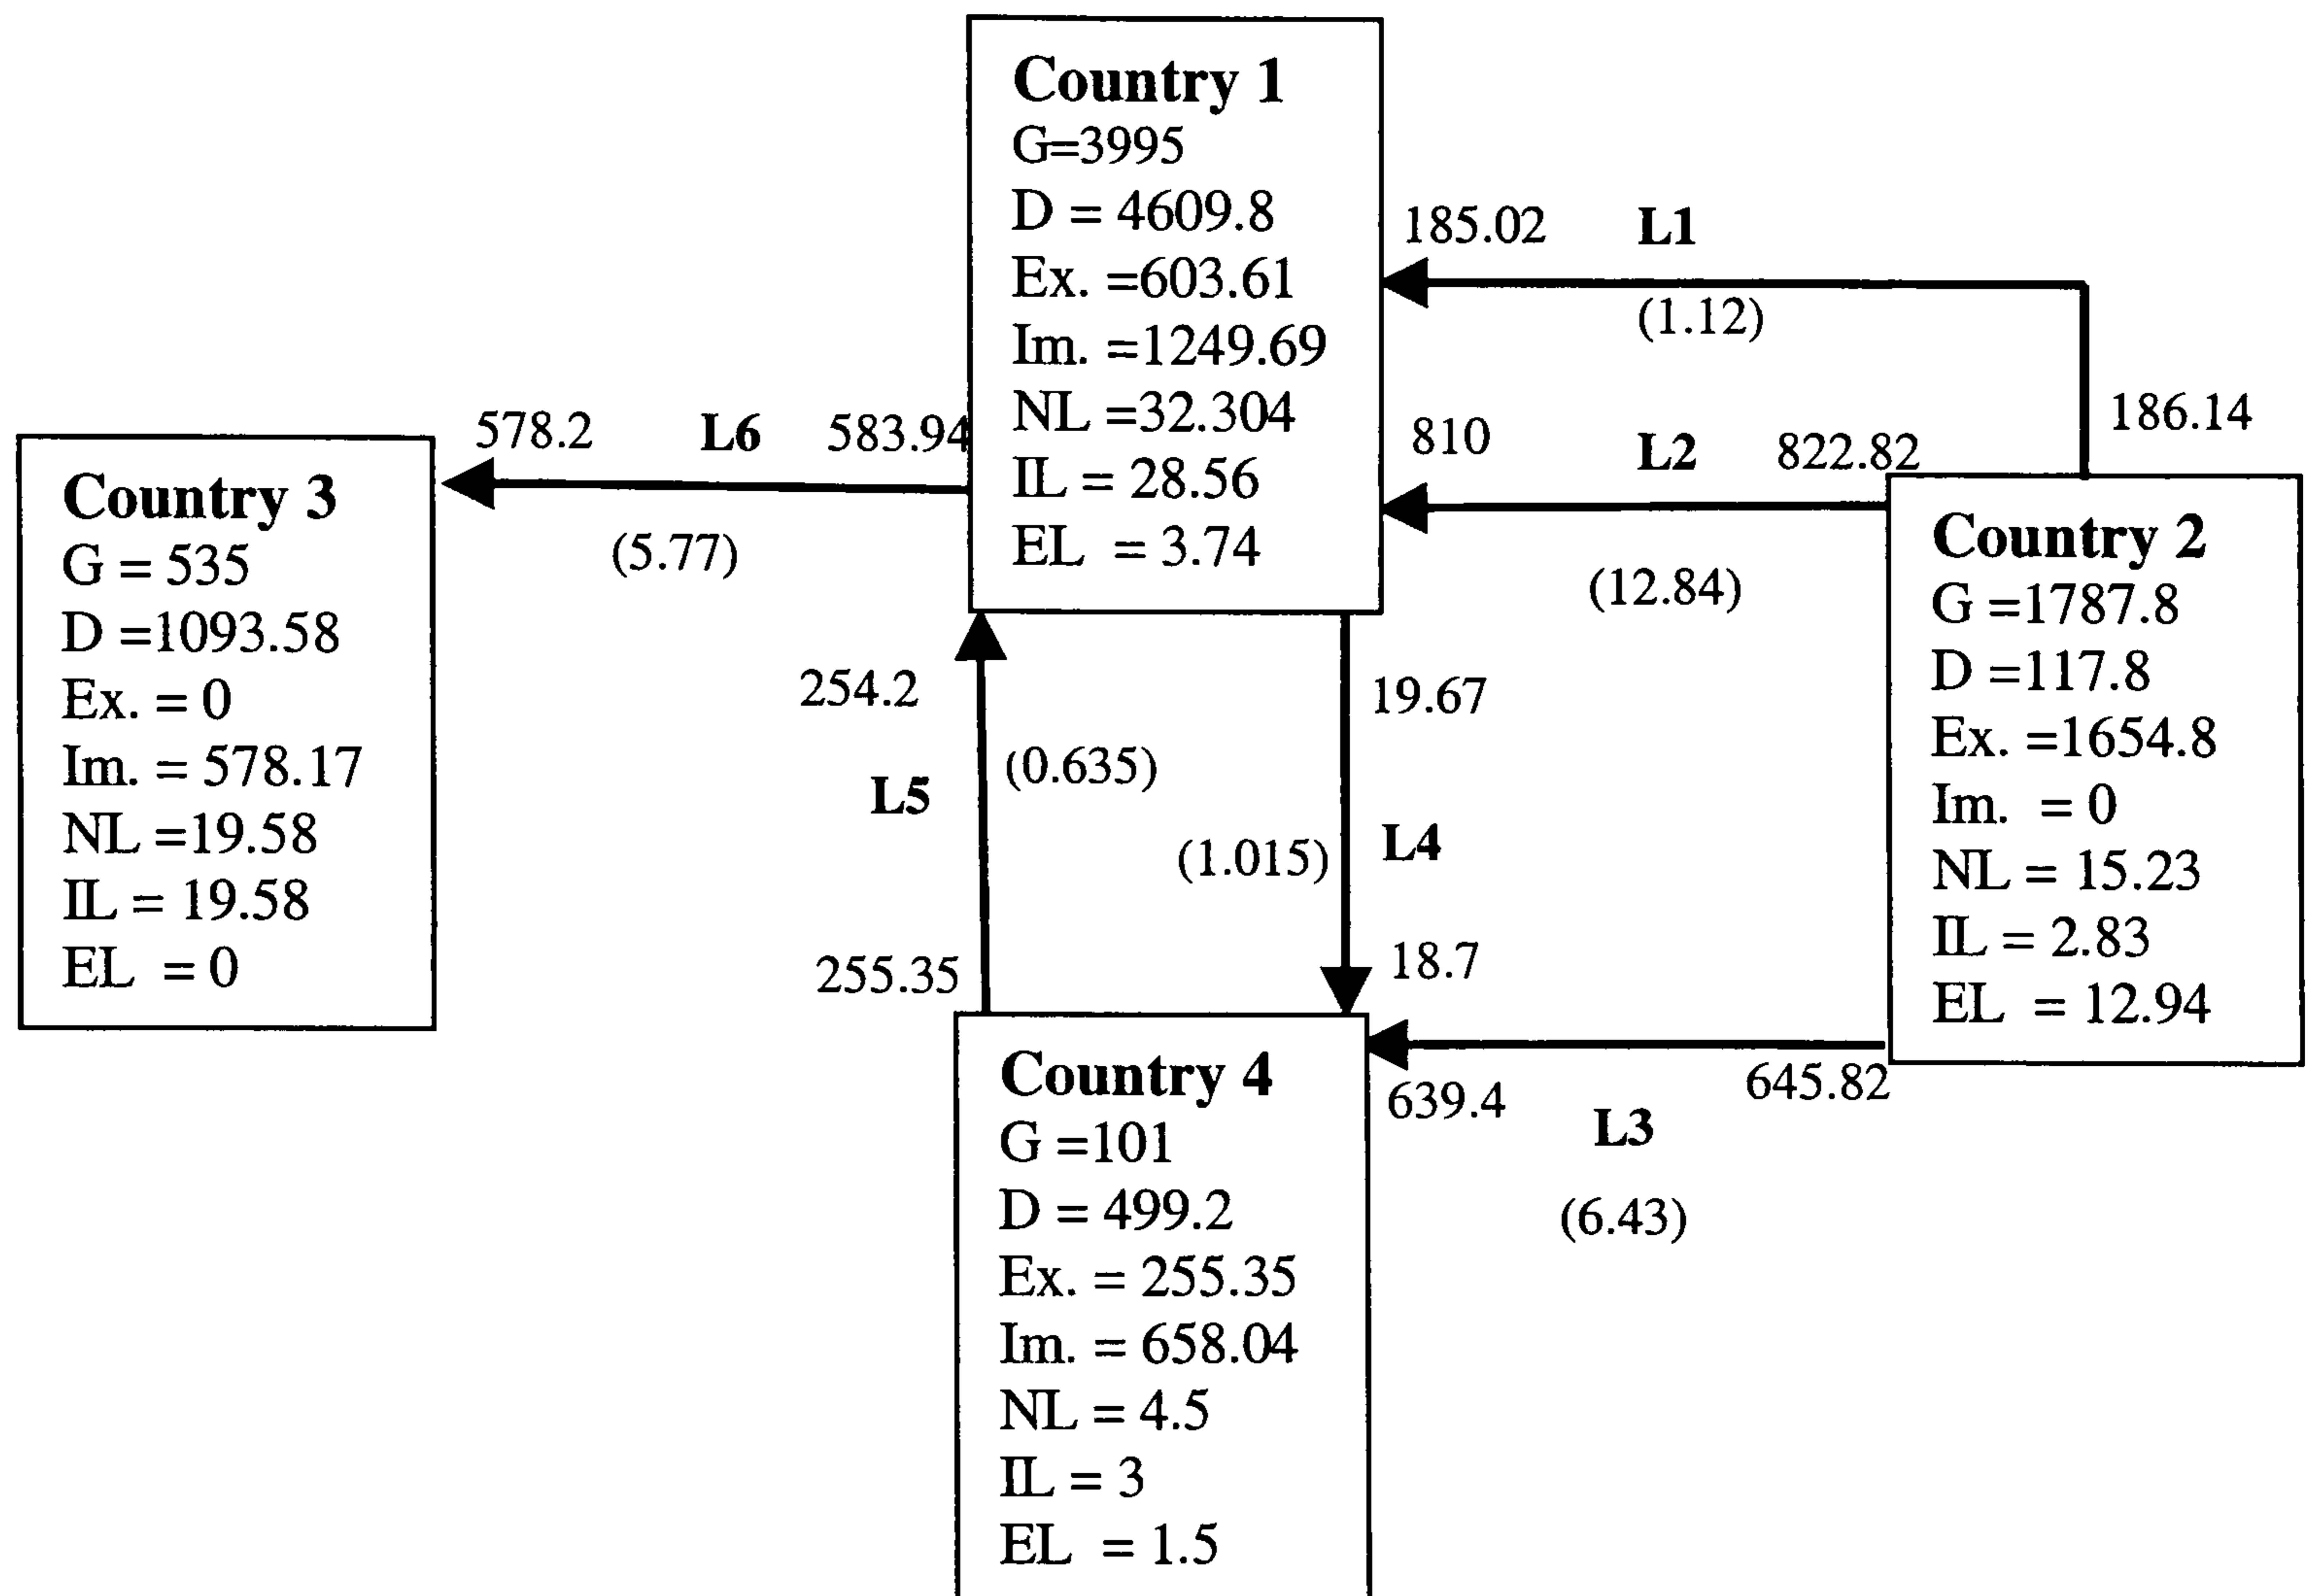 Country 1
G=3995
D = 4609.8
Ex. =603.61
Im. =1249.69
NL =32.304
IL = 28.56
EL = 3.74
185.02 L1
(1.12)
186.14
810 L2 822.82
(12.84)
578.2 L6 583.94
(5.77)
Country 3
G = 535
D =1093.58
Ex. = 0
Im. = 578.17
NL =19.58
IL = 19.58
EL = 0
Country 2
G =1787.8
D =117.8
Ex. =1654.8
Im. = 0
NL = 15.23
IL = 2.83
EL = 12.94
254.2
(0.635)
L5
255.35
19.67
(1.015) L4
18.7
639.4 645.82
L3
(6.43)
Country 4
G =101
D = 499.2
Ex. = 255.35
Im. = 658.04
NL = 4.5
IL = 3
EL = 1.5